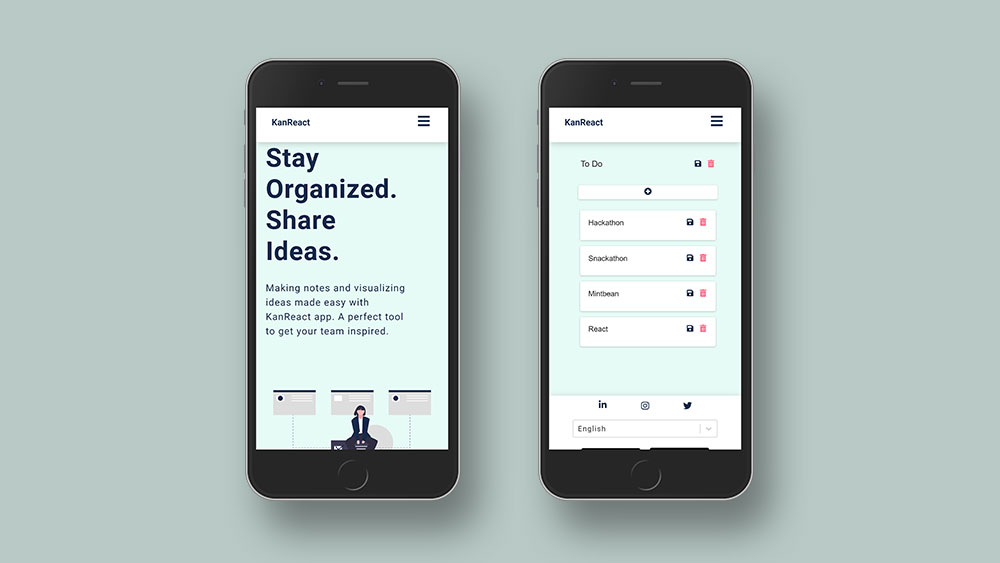 KanReact
Stay
Organized.
Share
Ideas.
Making notes and visualizing
ideas made easy with
KanReact app. A perfect tool
to get your team inspired.
KanReact
To Do
Hackathon
Snackathon
Mintbean
React
English